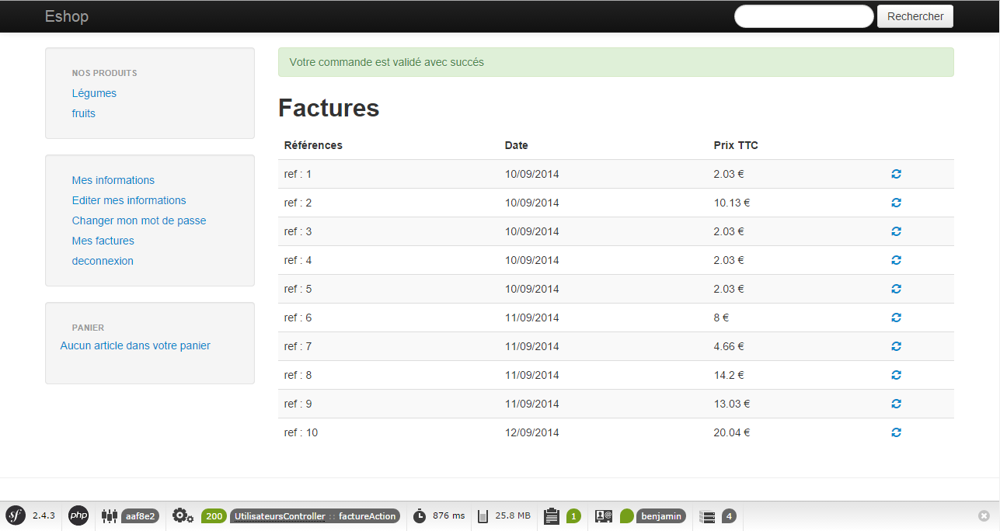 Eshop
Rechercher
NOS PRODUITS
Légumes
fruits
Mes informations
Editer mes informations
Changer mon mot de passe
Mes factures
deconnexion
PANIER
Aucun article dans votre panier
Votre commande est validé avec succés
Factures
Références Date Prix TTC
ref : 1 10/09/2014 2.03 €
ref : 2 10/09/2014 10.13 €
ref : 3 10/09/2014 2.03 €
ref : 4 10/09/2014 2.03 €
ref : 5 10/09/2014 2.03 €
ref : 6 11/09/2014 8 €
ref : 7 11/09/2014 4.66 €
ref : 8 11/09/2014 14.2 €
ref : 9 11/09/2014 13.03 €
ref : 10 12/09/2014 20.04 €
sf 2.4.3 php aaf8e2 200 UtilisateursController :: factureAction 876 ms 25.8 MB 1 benjamin 4